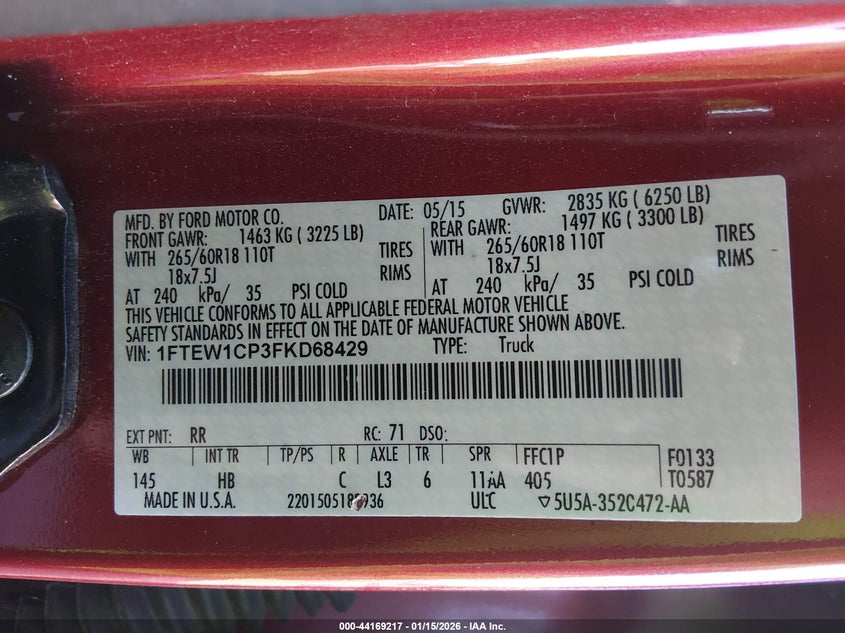 MFD. BY FORD MOTOR CO. DATE: 05/15 GVWR: 2835 KG ( 6250 LB)
FRONT GAWR: 1463 KG ( 3225 LB) REAR GAWR: 1497 KG ( 3300 LB)
WITH 265/60R18 110T TIRES WITH 265/60R18 110T TIRES
18x7.5J RIMS 18x7.5J RIMS
AT 240 kPa/ 35 PSI COLD AT 240 kPa/ 35 PSI COLD
THIS VEHICLE CONFORMS TO ALL APPLICABLE FEDERAL MOTOR VEHICLE
SAFETY STANDARDS IN EFFECT ON THE DATE OF MANUFACTURE SHOWN ABOVE.
VIN: 1FTEW1CP3FKD68429 TYPE: Truck
EXT PNT: RR RC: 71 DSO:
WB INT TR TP/PS R AXLE TR SPR FFC1P F0133
145 HB C L3 6 11AA 405 T0587
MADE IN U.S.A. ULC 5U5A-352C472-AA
000-44169217 - 01/15/2026 - IAA Inc.